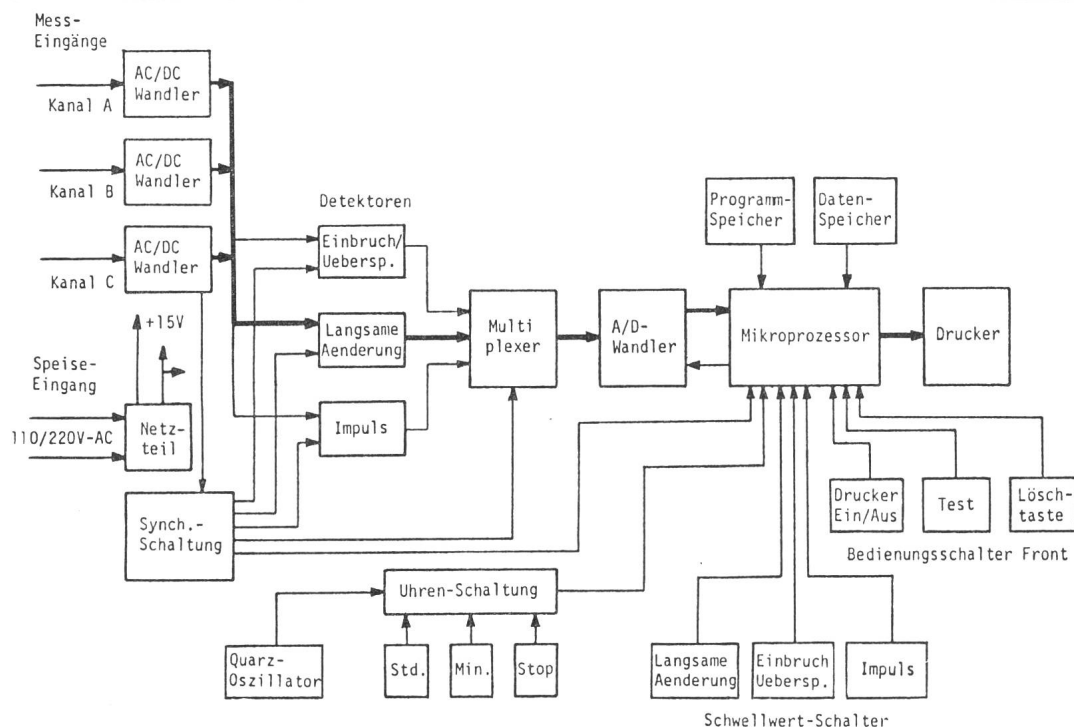 Mess-
Eingänge
AC/DC
Wandler
Kanal A
AC/DC
Wandler
Kanal B
AC/DC
Wandler
Kanal C
Detektoren
Einbruch/
Uebersp.
Langsame
Aenderung
Impuls
Multi
plexer
A/D-
Wandler
Programm-
Speicher
Daten-
Speicher
Mikroprozessor
Drucker
+15V
Speise-
Eingang
110/220V-AC
Netz-
teil
Synch.-
Schaltung
Drucker
Ein/Aus
Test
Lösch-
taste
Bedienungsschalter Front
Uhren-Schaltung
Quarz-
Oszillator
Std.
Min.
Stop
Langsame
Aenderung
Einbruch
Uebersp.
Impuls
Schwellwert-Schalter